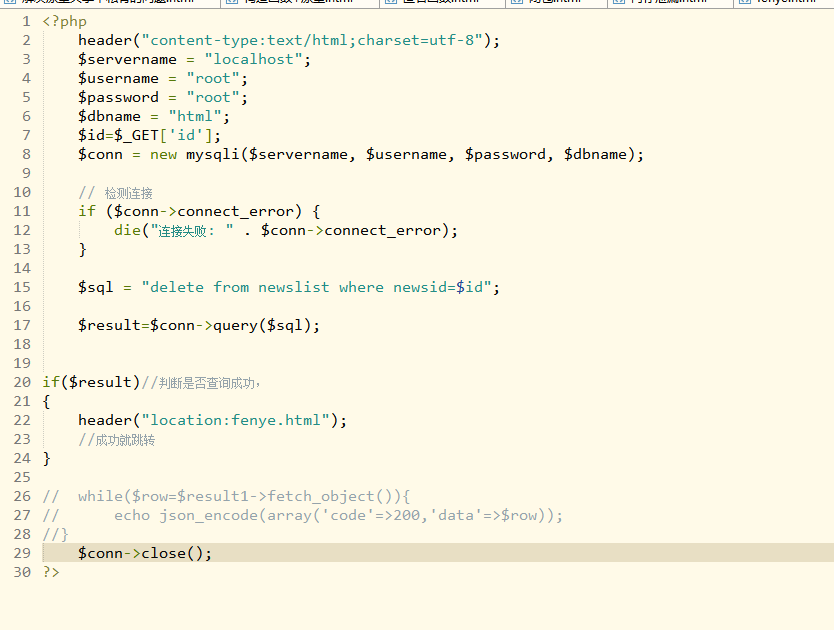 1 <?php
2 header("content-type:text/html;charset=utf-8");
3 $servername = "localhost";
4 $username = "root";
5 $password = "root";
6 $dbname = "html";
7 $id=$_GET['id'];
8 $conn = new mysqli($servername, $username, $password, $dbname);
9
10 // 检测连接
11 if ($conn->connect_error) {
12 die("连接失败: " . $conn->connect_error);
13 }
14
15 $sql = "delete from newslist where newsid=$id";
16
17 $result=$conn->query($sql);
18
19
20 if($result)//判断是否查询成功，
21 {
22 header("location:fenye.html");
23 //成功就跳转
24 }
25
26 // while($row=$result1->fetch_object()){
27 // echo json_encode(array('code'=>200,'data'=>$row));
28 //}
29 $conn->close();
30 ?>